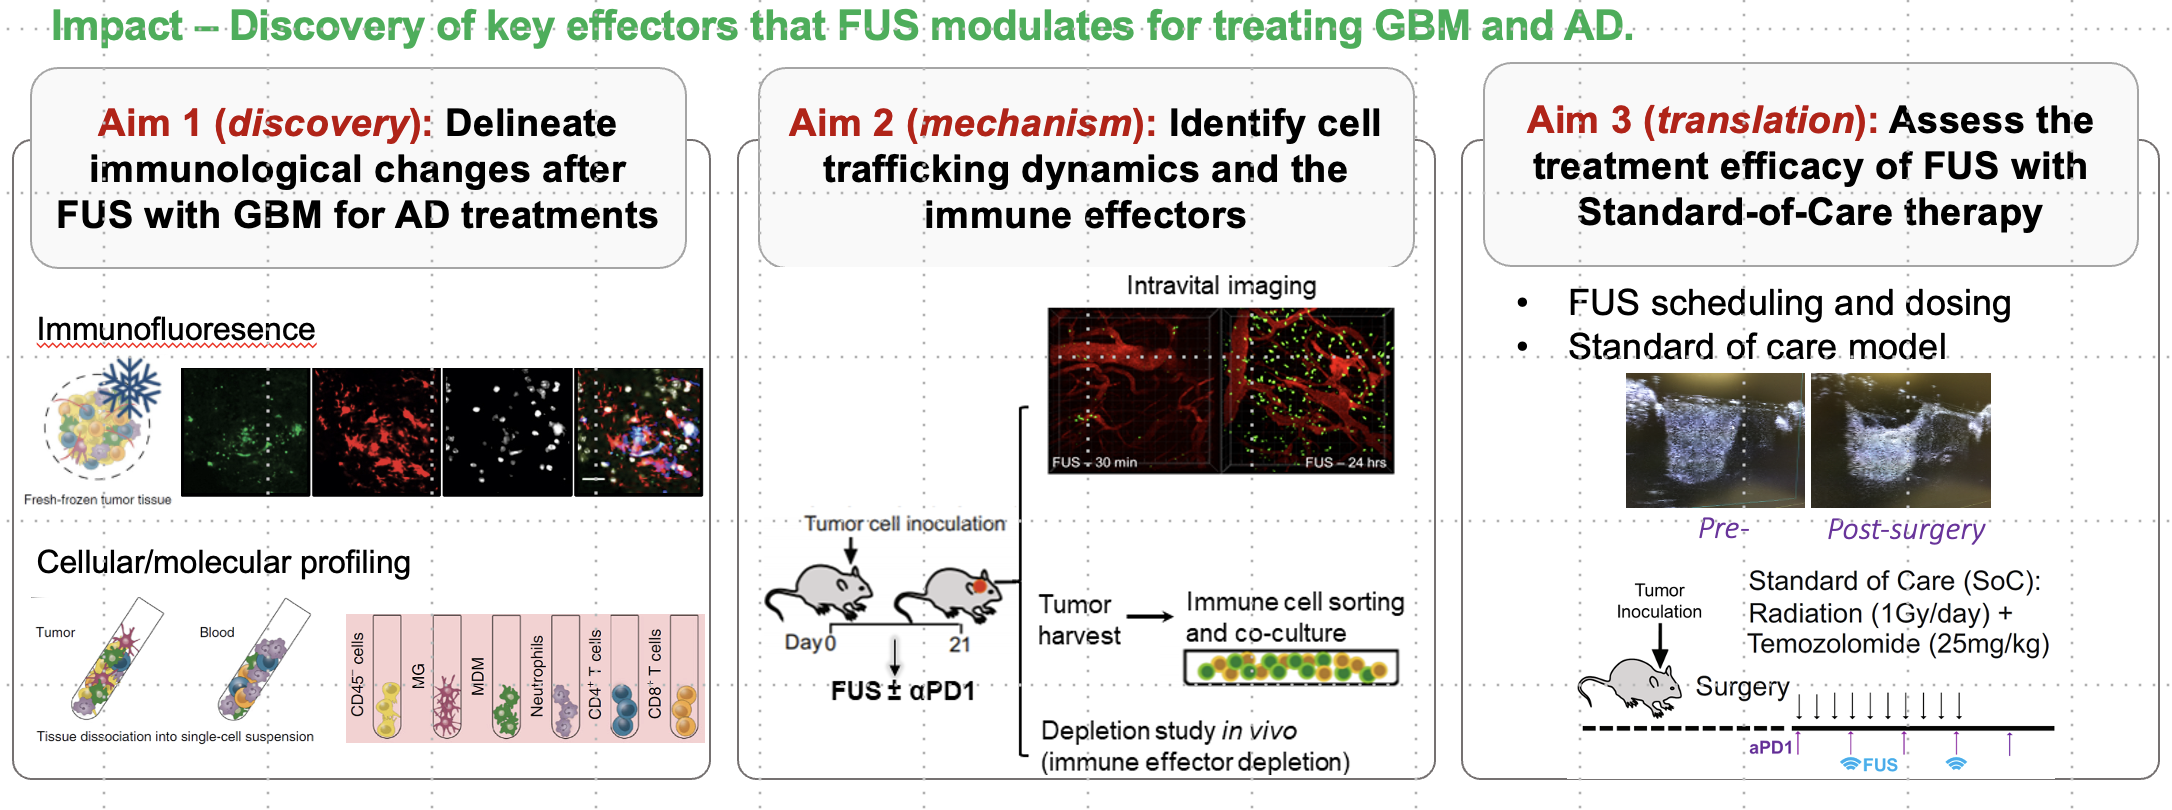 Impact – Discovery of key effectors that FUS modulates for treating GBM and AD.
Aim 1 (discovery): Delineate
immunological changes after
FUS with GBM for AD treatments
Immunofluoresence
Fresh-frozen tumor tissue
Cellular/molecular profiling
Tumor
Blood
CD45⁻ cells
MG
MDM
Neutrophils
CD4⁺ T cells
CD8⁺ T cells
Tissue dissociation into single-cell suspension
Aim 2 (mechanism): Identify cell
trafficking dynamics and the
immune effectors
Intravital imaging
FUS – 30 min
FUS – 24 hrs
Tumor cell inoculation
Day 0
21
FUS ± αPD1
Tumor
harvest
Immune cell sorting
and co-culture
Depletion study in vivo
(immune effector depletion)
Aim 3 (translation): Assess the
treatment efficacy of FUS with
Standard-of-Care therapy
• FUS scheduling and dosing
• Standard of care model
Pre-
Post-surgery
Tumor
Inoculation
Standard of Care (SoC):
Radiation (1Gy/day) +
Temozolomide (25mg/kg)
Surgery
aPD1
FUS